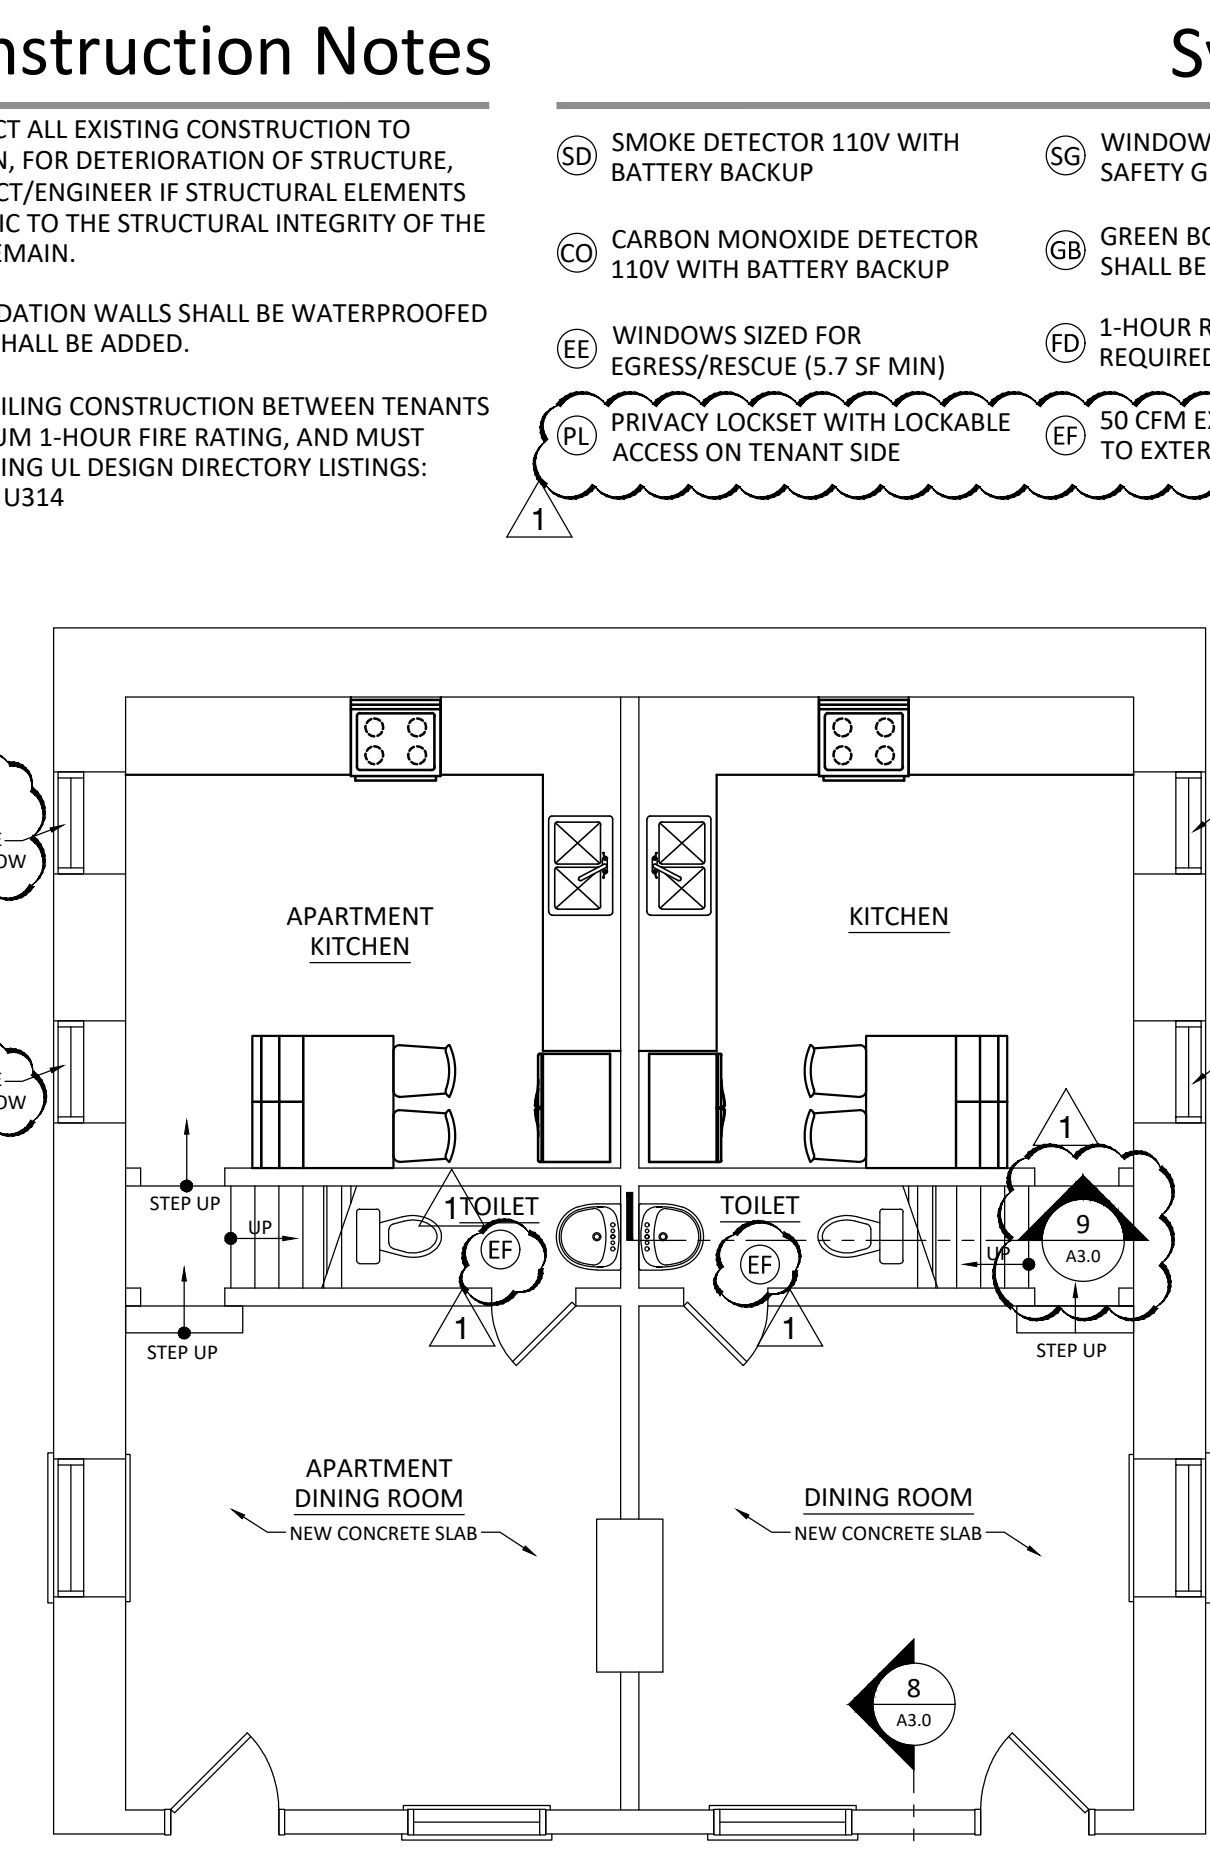 nstruction Notes
CT ALL EXISTING CONSTRUCTION TO
N, FOR DETERIORATION OF STRUCTURE,
CT/ENGINEER IF STRUCTURAL ELEMENTS
IC TO THE STRUCTURAL INTEGRITY OF THE
EMAIN.
DATION WALLS SHALL BE WATERPROOFED
SHALL BE ADDED.
ILING CONSTRUCTION BETWEEN TENANTS
UM 1-HOUR FIRE RATING, AND MUST
ING UL DESIGN DIRECTORY LISTINGS:
U314
Sy
SD SMOKE DETECTOR 110V WITH
BATTERY BACKUP
CO CARBON MONOXIDE DETECTOR
110V WITH BATTERY BACKUP
EE WINDOWS SIZED FOR
EGRESS/RESCUE (5.7 SF MIN)
PL PRIVACY LOCKSET WITH LOCKABLE
ACCESS ON TENANT SIDE
1
SG WINDOW
SAFETY G
GB GREEN BO
SHALL BE
FD 1-HOUR R
REQUIRED
EF 50 CFM EX
TO EXTER
E
OW
APARTMENT
KITCHEN
KITCHEN
E
OW
1
STEP UP
UP
1
TOILET
EF
TOILET
EF
UP
9
A3.0
1
1
STEP UP
STEP UP
APARTMENT
DINING ROOM
NEW CONCRETE SLAB
DINING ROOM
NEW CONCRETE SLAB
8
A3.0